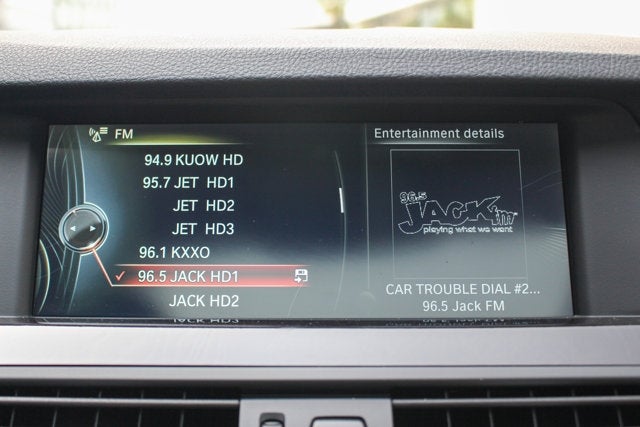 FM
94.9 KUOW HD
95.7 JET HD1
JET HD2
JET HD3
96.1 KXXO
✓ 96.5 JACK HD1
JACK HD2
JACK HD3
Entertainment details
96.5
JACK fm
playing what we want
CAR TROUBLE DIAL #2...
96.5 Jack FM